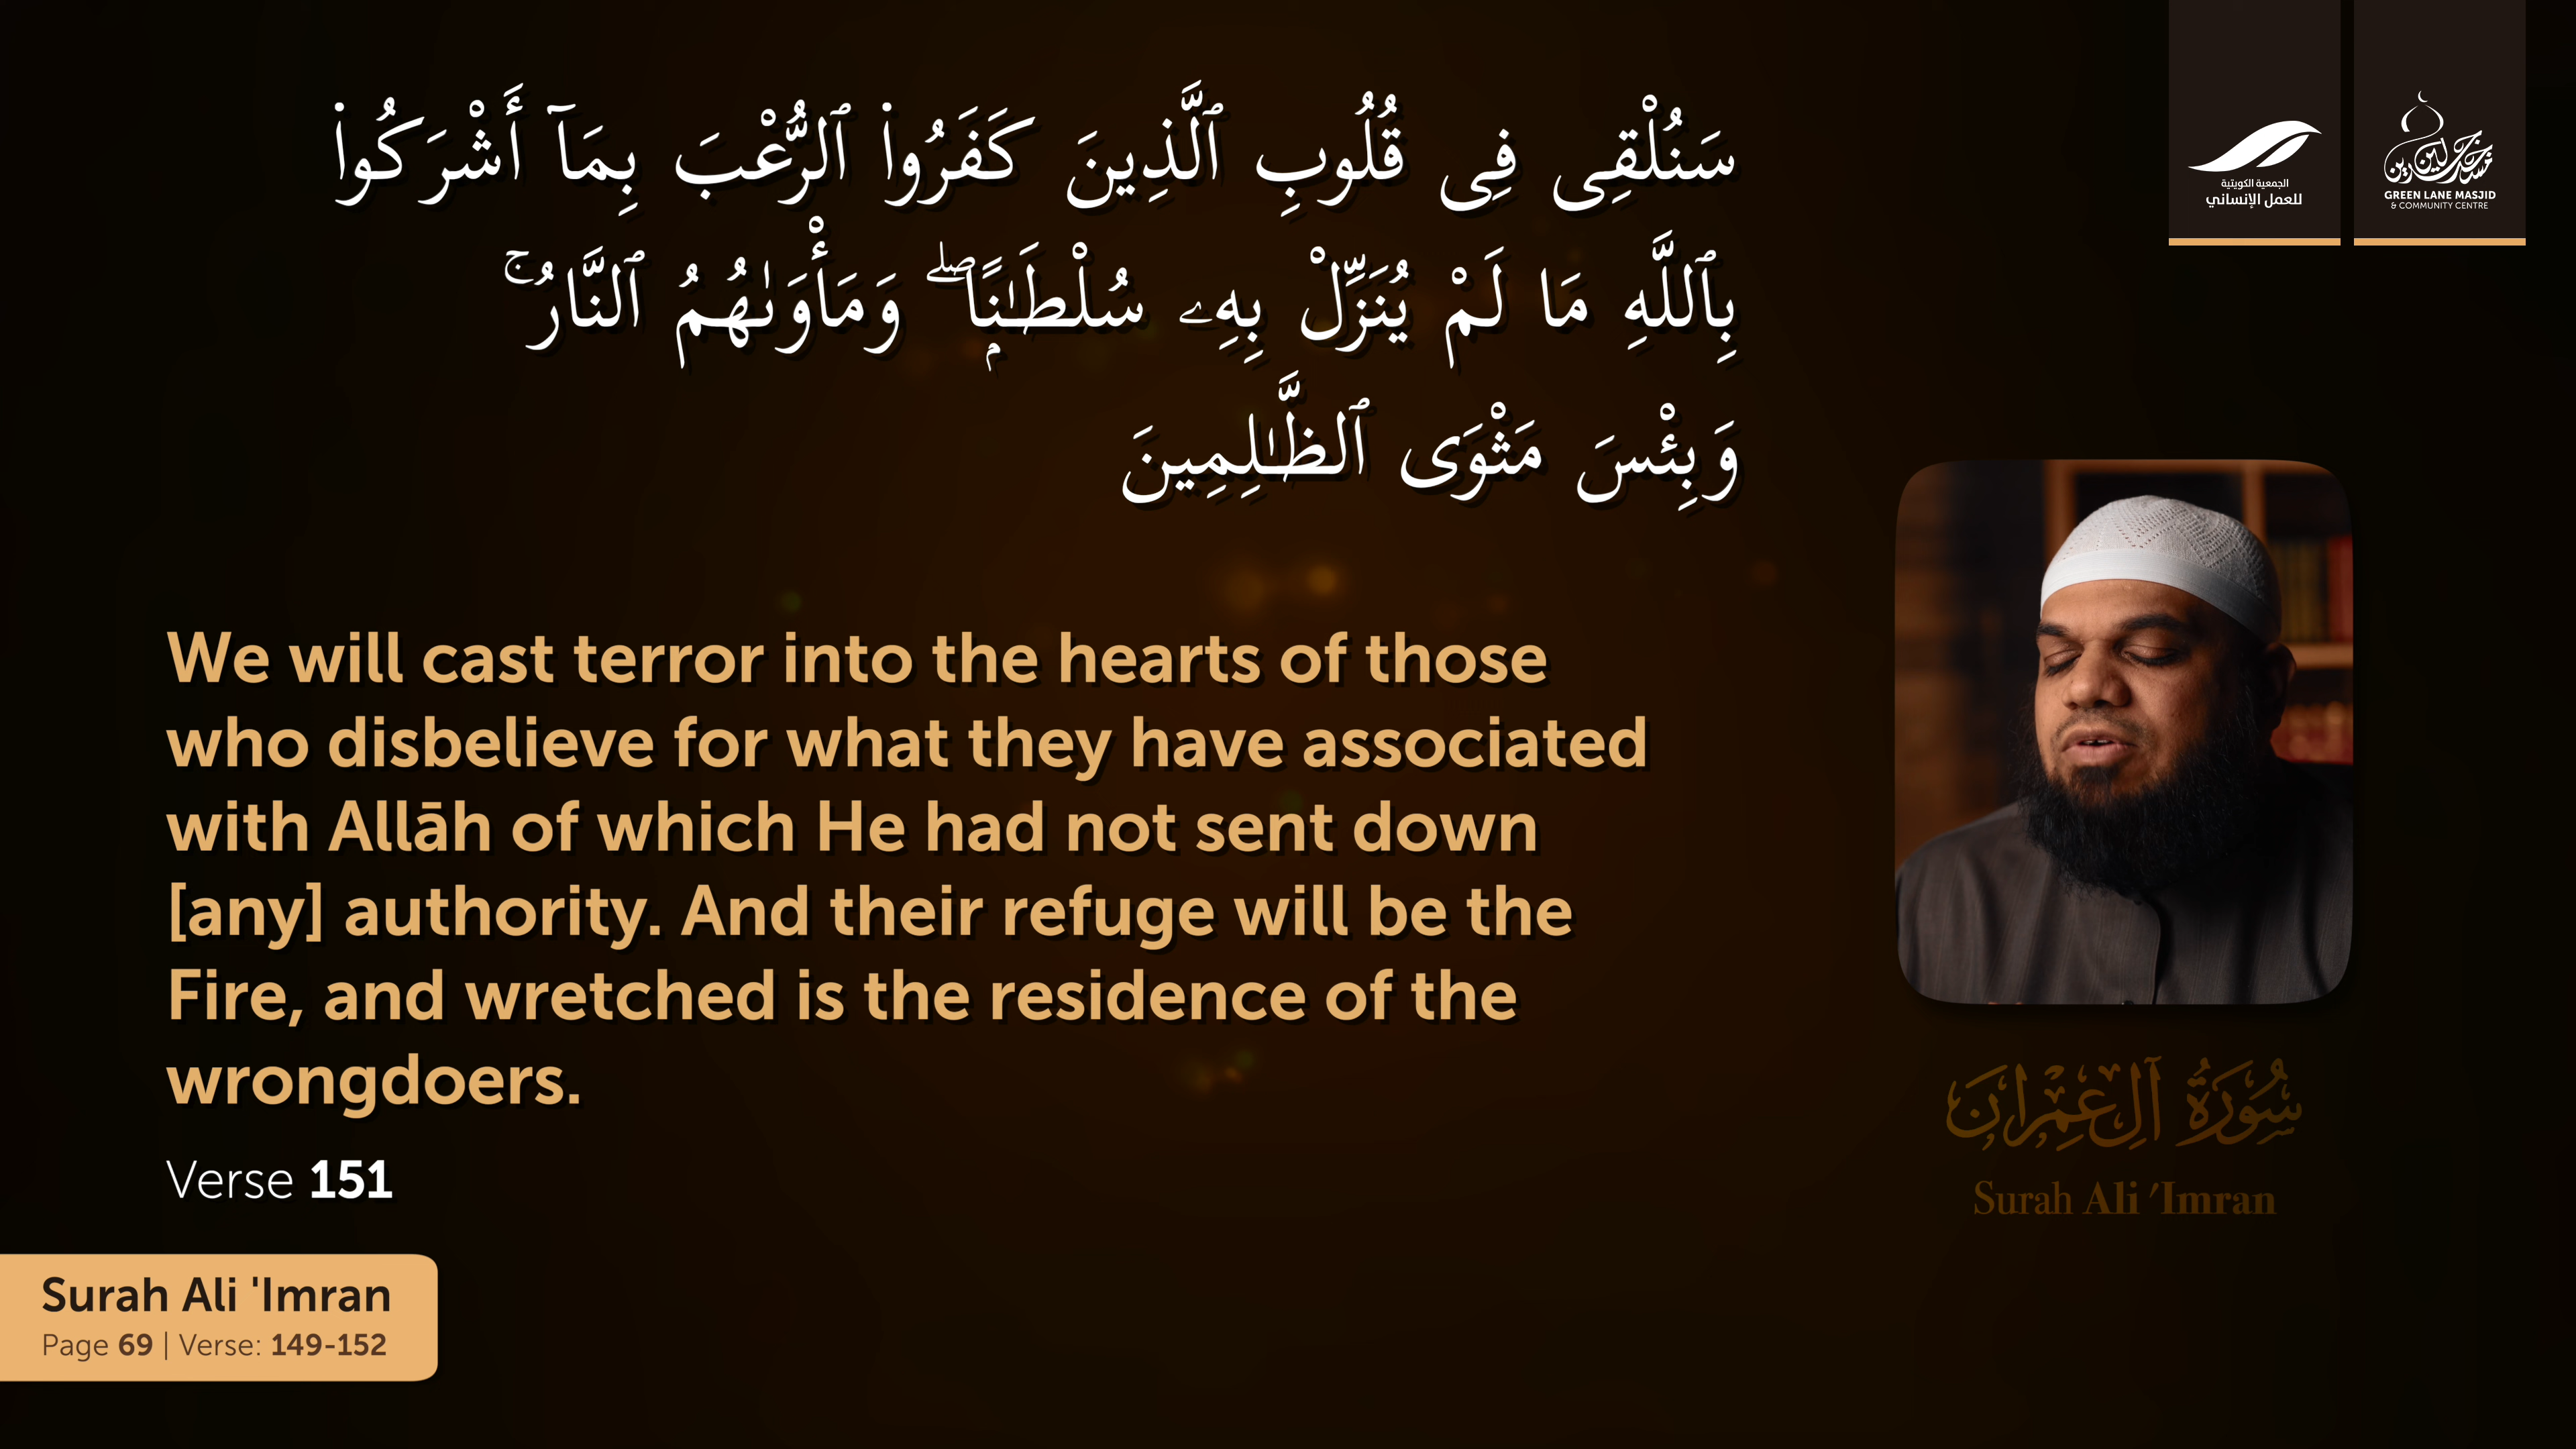 سَنُلْقِى فِى قُلُوبِ ٱلَّذِينَ كَفَرُوا۟ ٱلرُّعْبَ بِمَآ أَشْرَكُوا۟
بِٱللَّهِ مَا لَمْ يُنَزِّلْ بِهِۦ سُلْطَـٰنًۭا ۖ وَمَأْوَىٰهُمُ ٱلنَّارُ ۚ
وَبِئْسَ مَثْوَى ٱلظَّـٰلِمِينَ
We will cast terror into the hearts of those
who disbelieve for what they have associated
with Allāh of which He had not sent down
[any] authority. And their refuge will be the
Fire, and wretched is the residence of the
wrongdoers.
Verse 151
Surah Ali 'Imran
Page 69 | Verse: 149-152
الجمعية الكويتية
للعمل الإنساني
مسجد جرين لين
GREEN LANE MASJID
& COMMUNITY CENTRE
سُورَةُ آلِ عِمْرَان
Surah Ali 'Imran